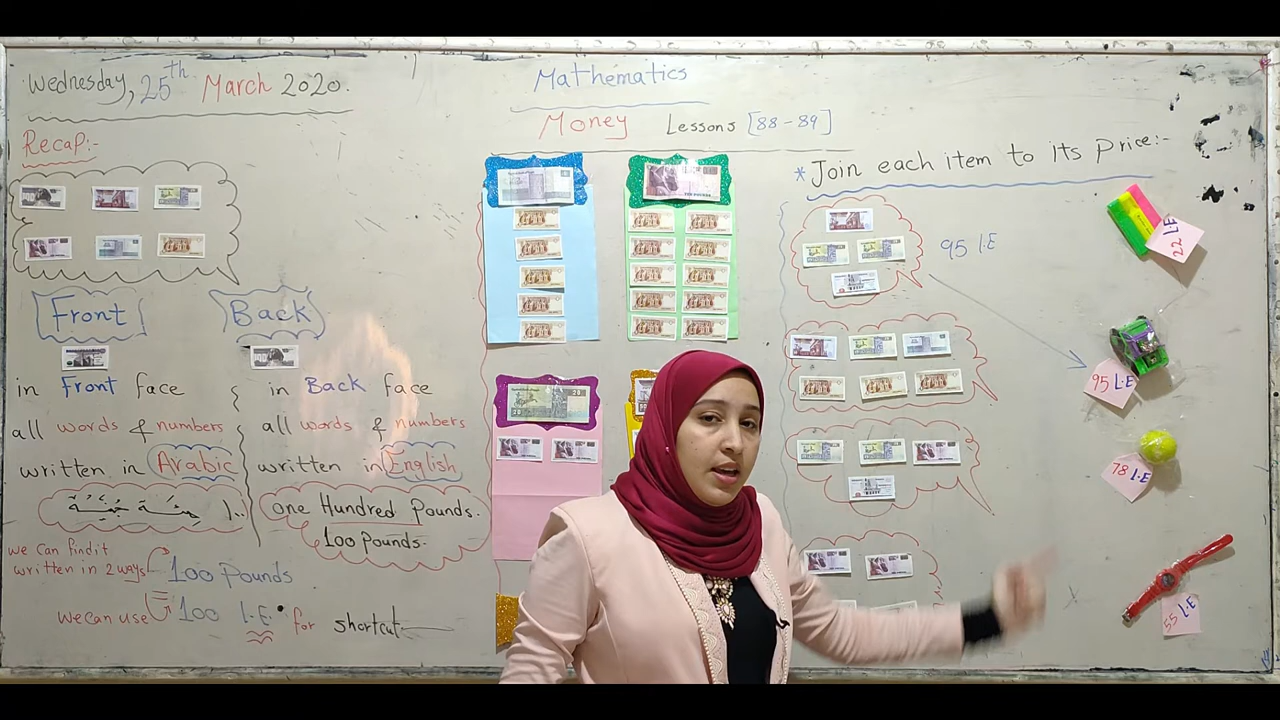 Wednesday, 25th March 2020.
Mathematics
Money Lessons [88-89]
Recap:-
Front
Back
in Front face
all words & numbers
written in Arabic
in Back face
all words & numbers
written in English
one Hundred Pounds.
100 Pounds.
we can find it
written in 2 ways
100 Pounds
we can use 100 L.E. for shortcut
* Join each item to its Price:-
95 L.E
22 L.E
95 L.E
78 L.E
55 L.E